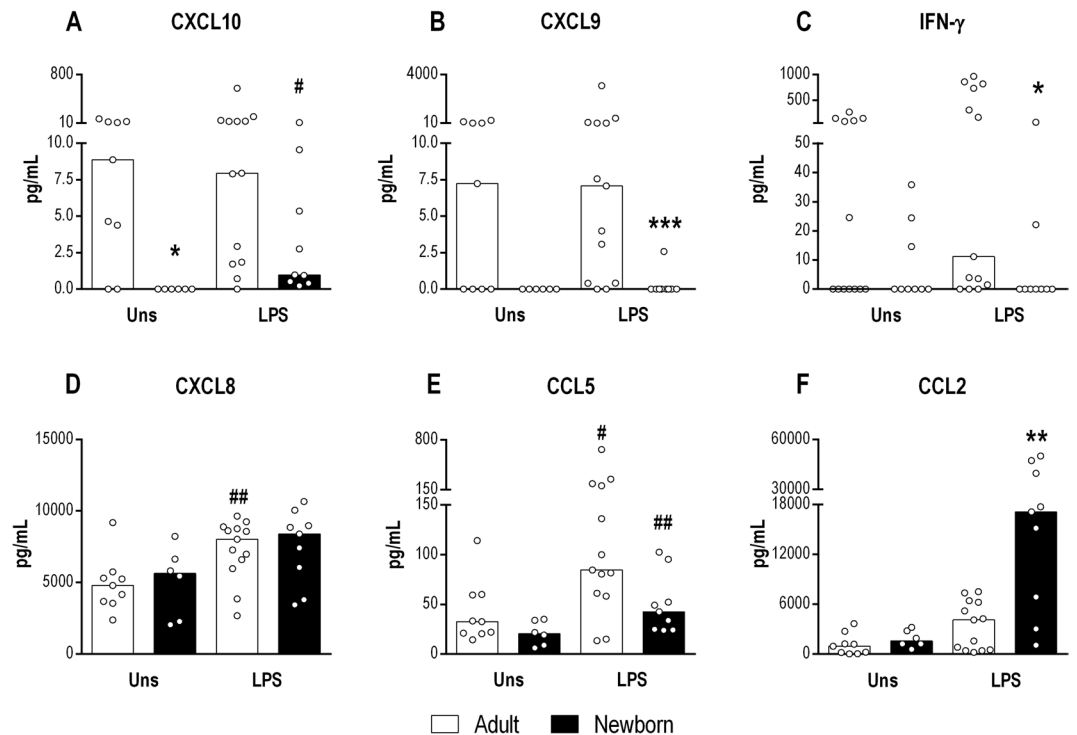 A CXCL10
800
10
10.0
7.5
5.0
2.5
0.0
pg/mL
*
#
Uns LPS
B CXCL9
4000
10
10.0
7.5
5.0
2.5
0.0
pg/mL
***
Uns LPS
C IFN-γ
1000
500
50
40
30
20
10
0
pg/mL
*
Uns LPS
D CXCL8
15000
10000
5000
0
pg/mL
##
Uns LPS
E CCL5
800
150
150
100
50
0
pg/mL
#
##
Uns LPS
F CCL2
60000
30000
18000
12000
6000
0
pg/mL
**
Uns LPS
Adult Newborn